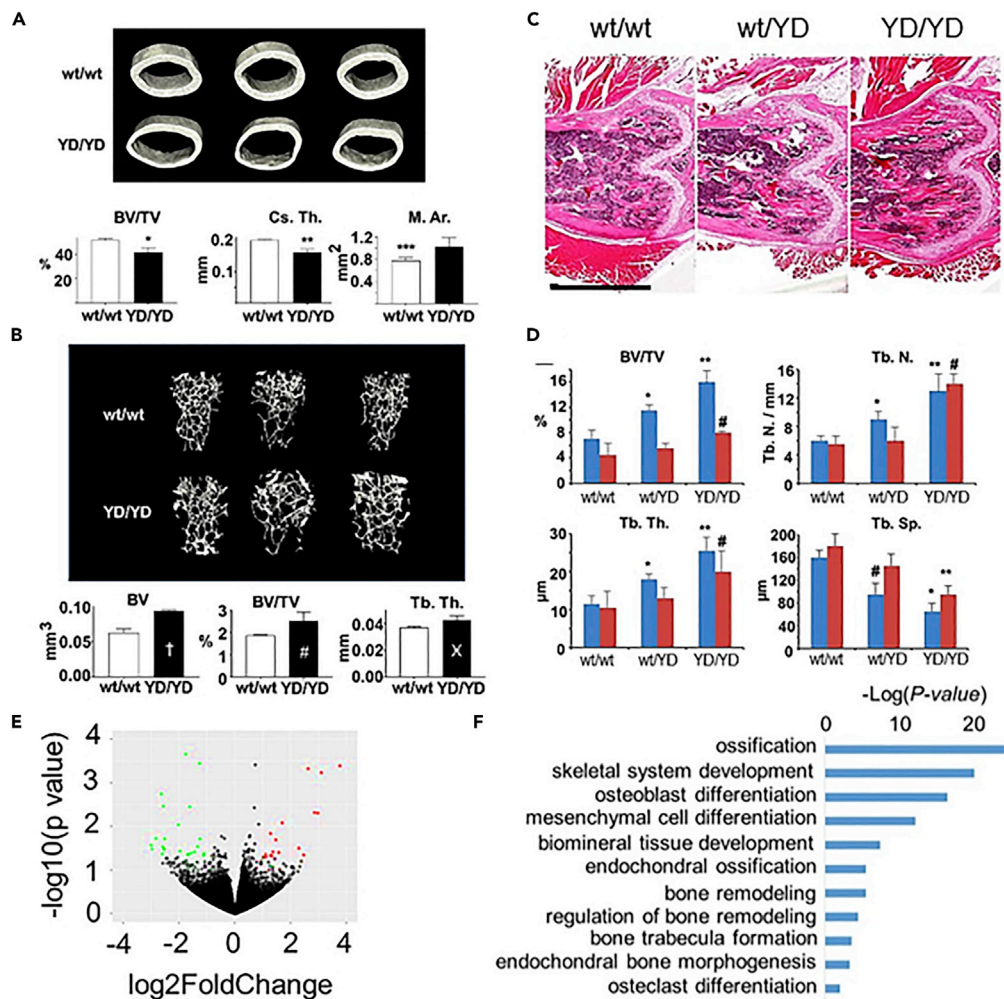 A
wt/wt
YD/YD
BV/TV
Cs. Th.
M. Ar.
%
40
20
*
mm
0.2
0.1
**
mm2
1.2
0.8
0.4
***
wt/wt YD/YD
wt/wt YD/YD
wt/wt YD/YD
B
wt/wt
YD/YD
BV
BV/TV
Tb. Th.
mm3
0.10
0.05
0.00
†
%
3
2
1
0
#
mm
0.04
0.02
0.00
X
wt/wt YD/YD
wt/wt YD/YD
wt/wt YD/YD
C
wt/wt
wt/YD
YD/YD
D
BV/TV
%
16
12
8
4
0
*
**
#
wt/wt
wt/YD
YD/YD
Tb. N.
Tb. N. / mm
16
12
8
4
0
*
**
#
wt/wt
wt/YD
YD/YD
Tb. Th.
µm
30
20
10
0
*
**
#
wt/wt
wt/YD
YD/YD
Tb. Sp.
µm
200
160
120
80
40
0
#
*
**
wt/wt
wt/YD
YD/YD
E
-log10(p value)
4
3
2
1
0
-4
-2
0
2
4
log2FoldChange
F
-Log(P-value)
0
10
20
ossification
skeletal system development
osteoblast differentiation
mesenchymal cell differentiation
biomineral tissue development
endochondral ossification
bone remodeling
regulation of bone remodeling
bone trabecula formation
endochondral bone morphogenesis
osteclast differentiation